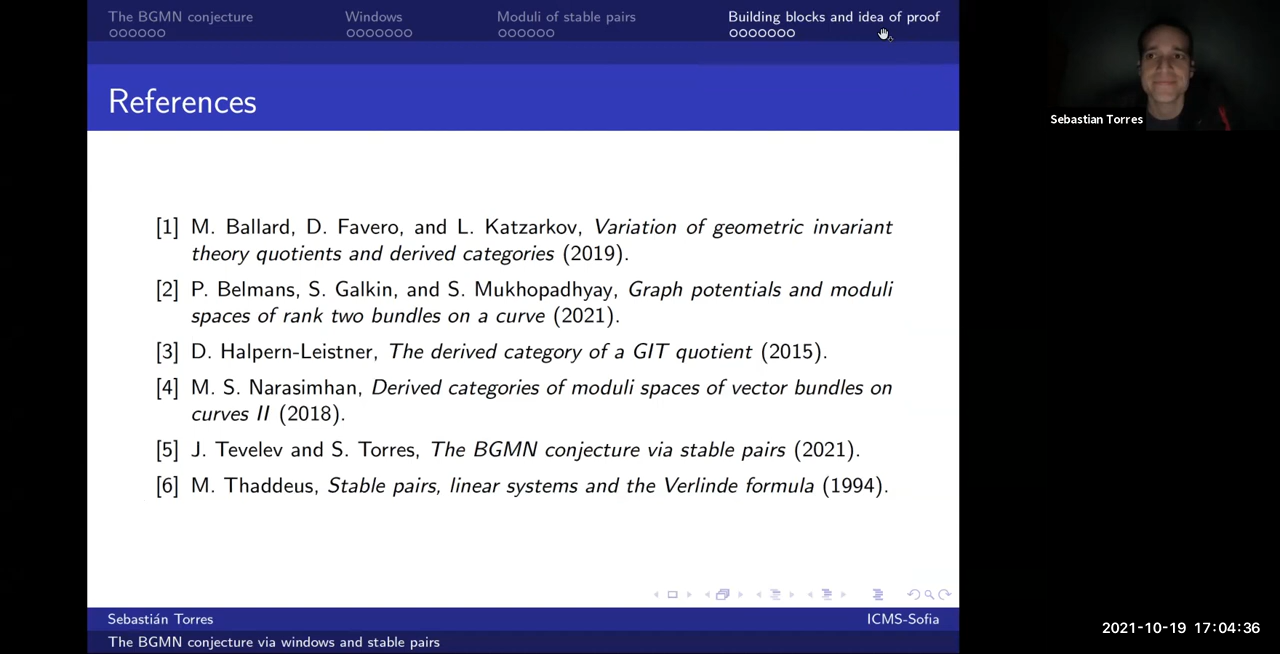 The BGMN conjecture
Windows
Moduli of stable pairs
Building blocks and idea of proof
References
[1] M. Ballard, D. Favero, and L. Katzarkov, Variation of geometric invariant
theory quotients and derived categories (2019).
[2] P. Belmans, S. Galkin, and S. Mukhopadhyay, Graph potentials and moduli
spaces of rank two bundles on a curve (2021).
[3] D. Halpern-Leistner, The derived category of a GIT quotient (2015).
[4] M. S. Narasimhan, Derived categories of moduli spaces of vector bundles on
curves II (2018).
[5] J. Tevelev and S. Torres, The BGMN conjecture via stable pairs (2021).
[6] M. Thaddeus, Stable pairs, linear systems and the Verlinde formula (1994).
Sebastián Torres
ICMS-Sofia
The BGMN conjecture via windows and stable pairs
Sebastian Torres
2021-10-19 17:04:36